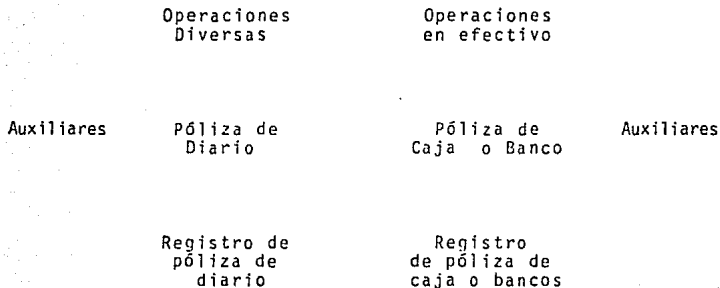 Operaciones Operaciones
Diversas en efectivo
Auxiliares Póliza de Póliza de Auxiliares
Diario Caja o Banco
Registro de Registro
póliza de de póliza de
diario caja o bancos